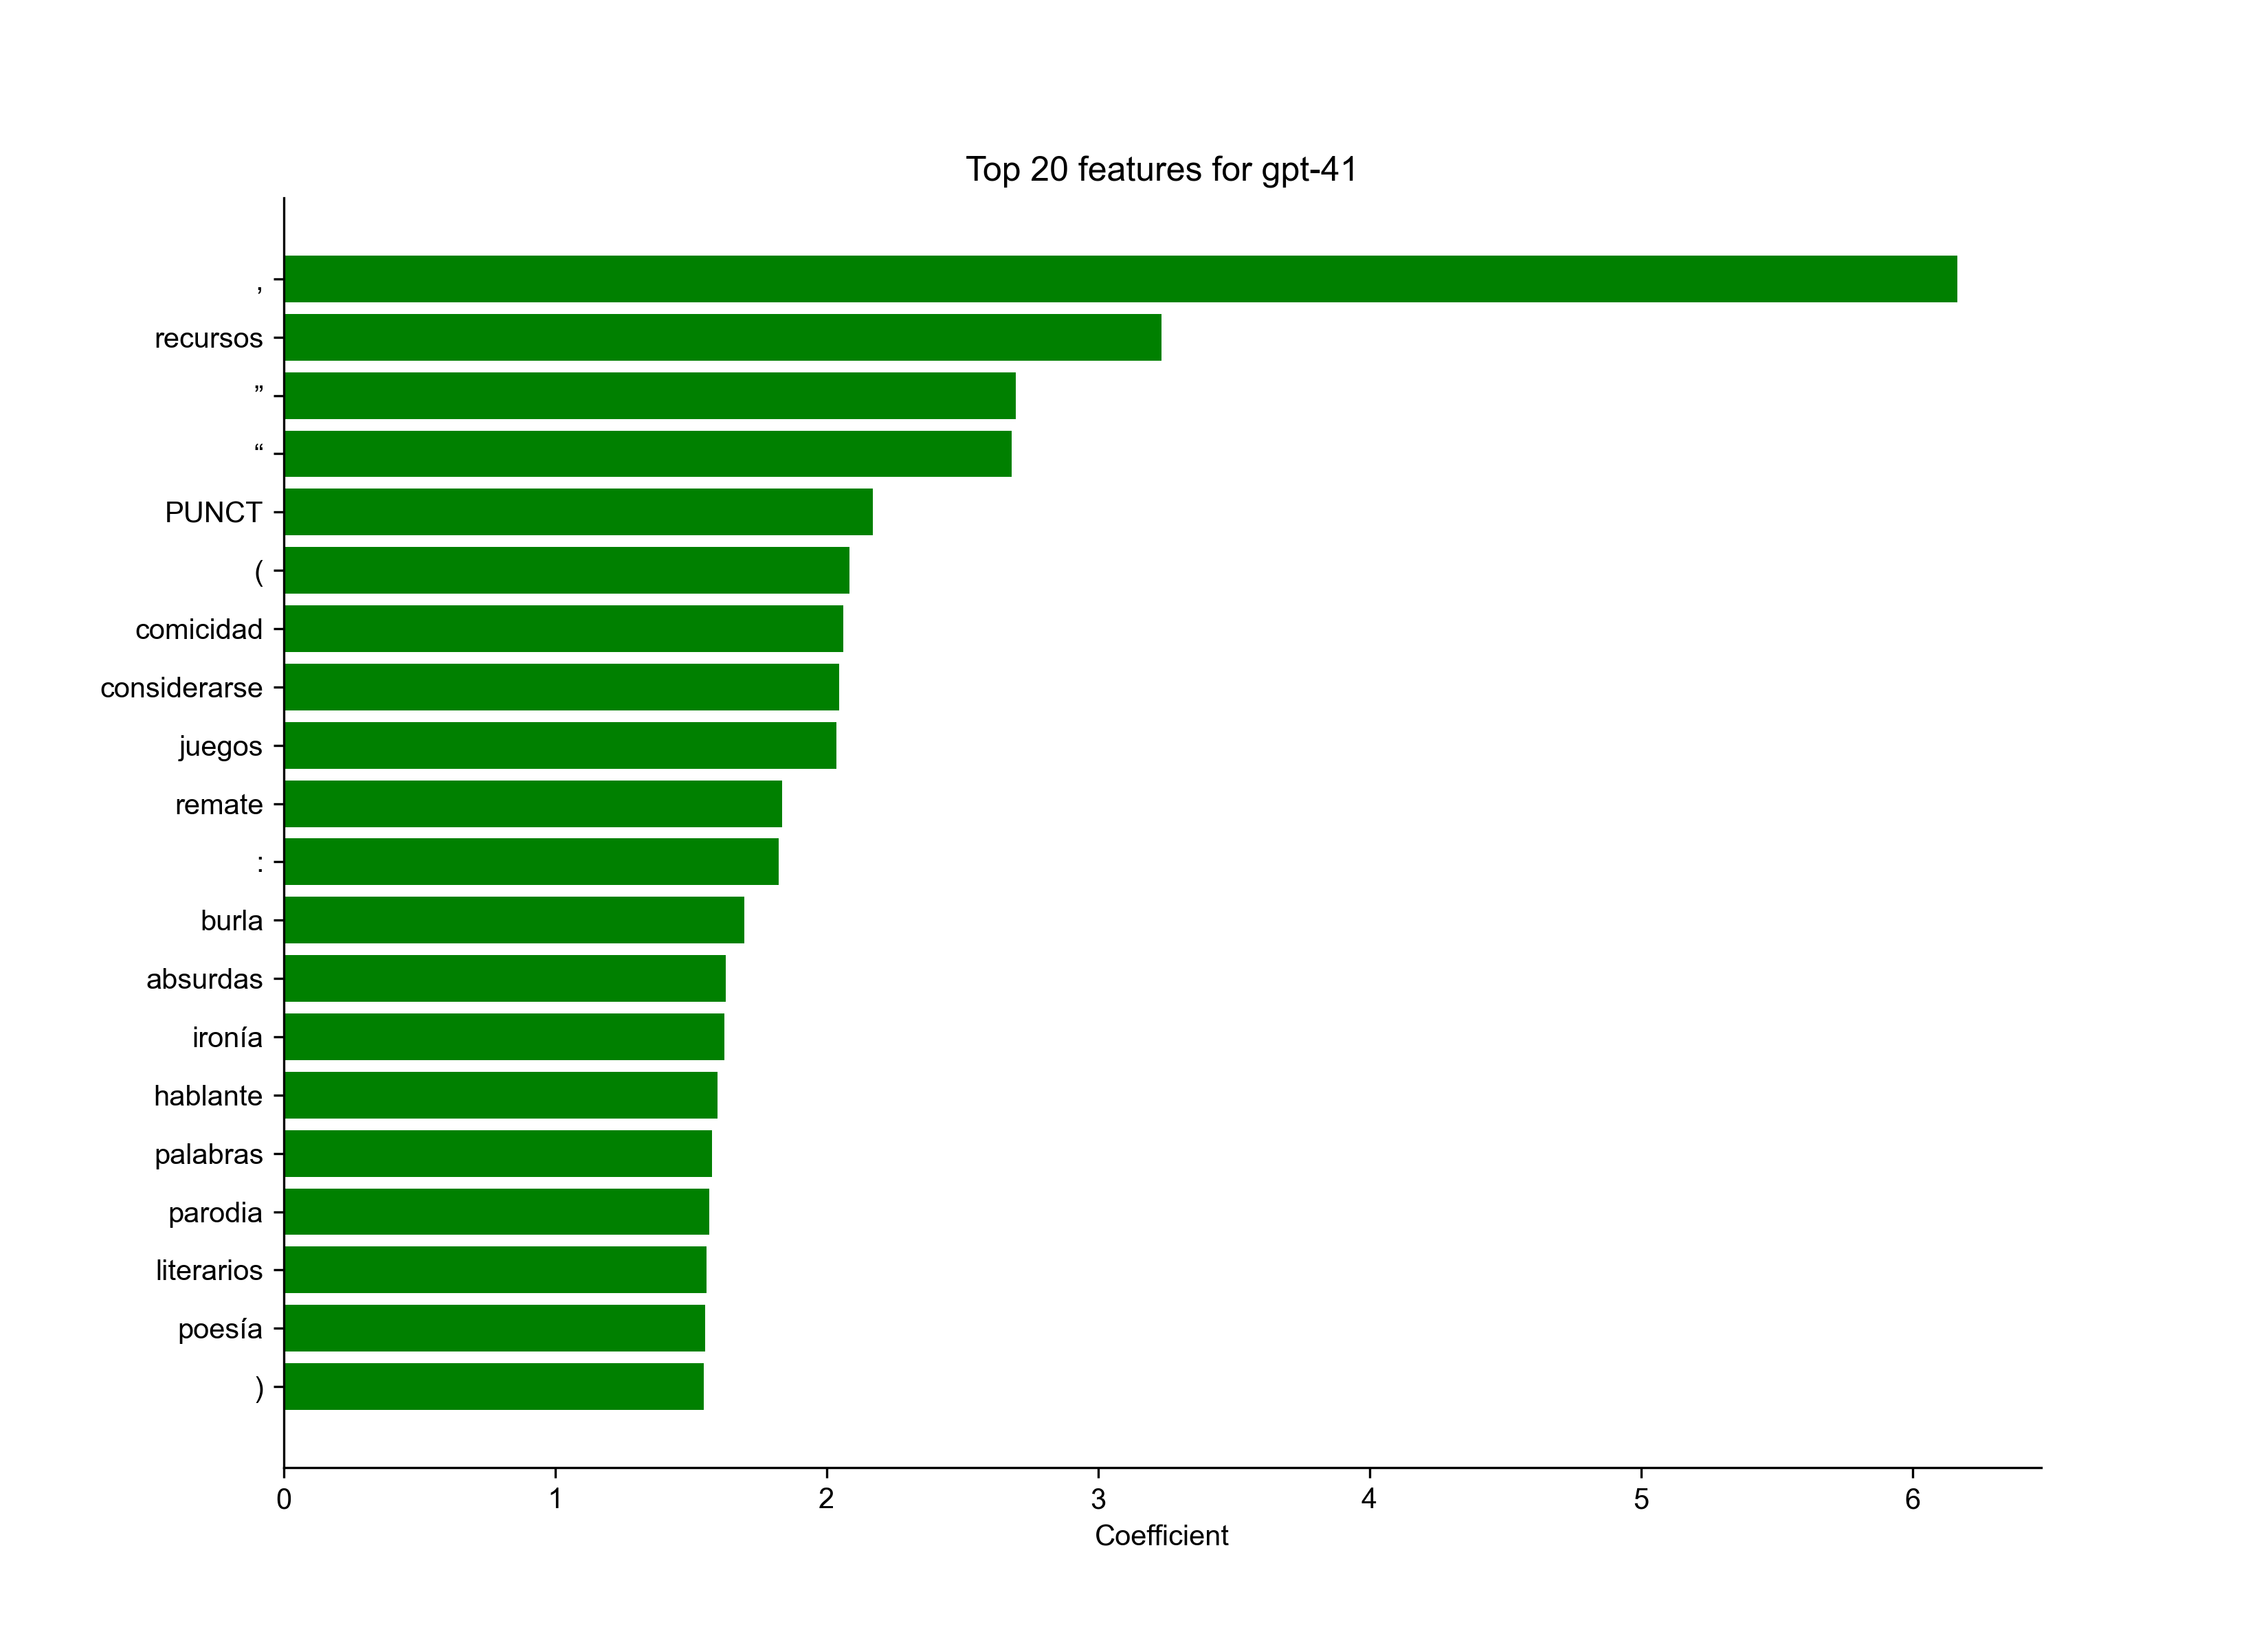 Top 20 features for gpt-41
,
recursos
”
“
PUNCT
(
comicidad
considerarse
juegos
remate
:
burla
absurdas
ironía
hablante
palabras
parodia
literarios
poesía
)
0 1 2 3 4 5 6
Coefficient